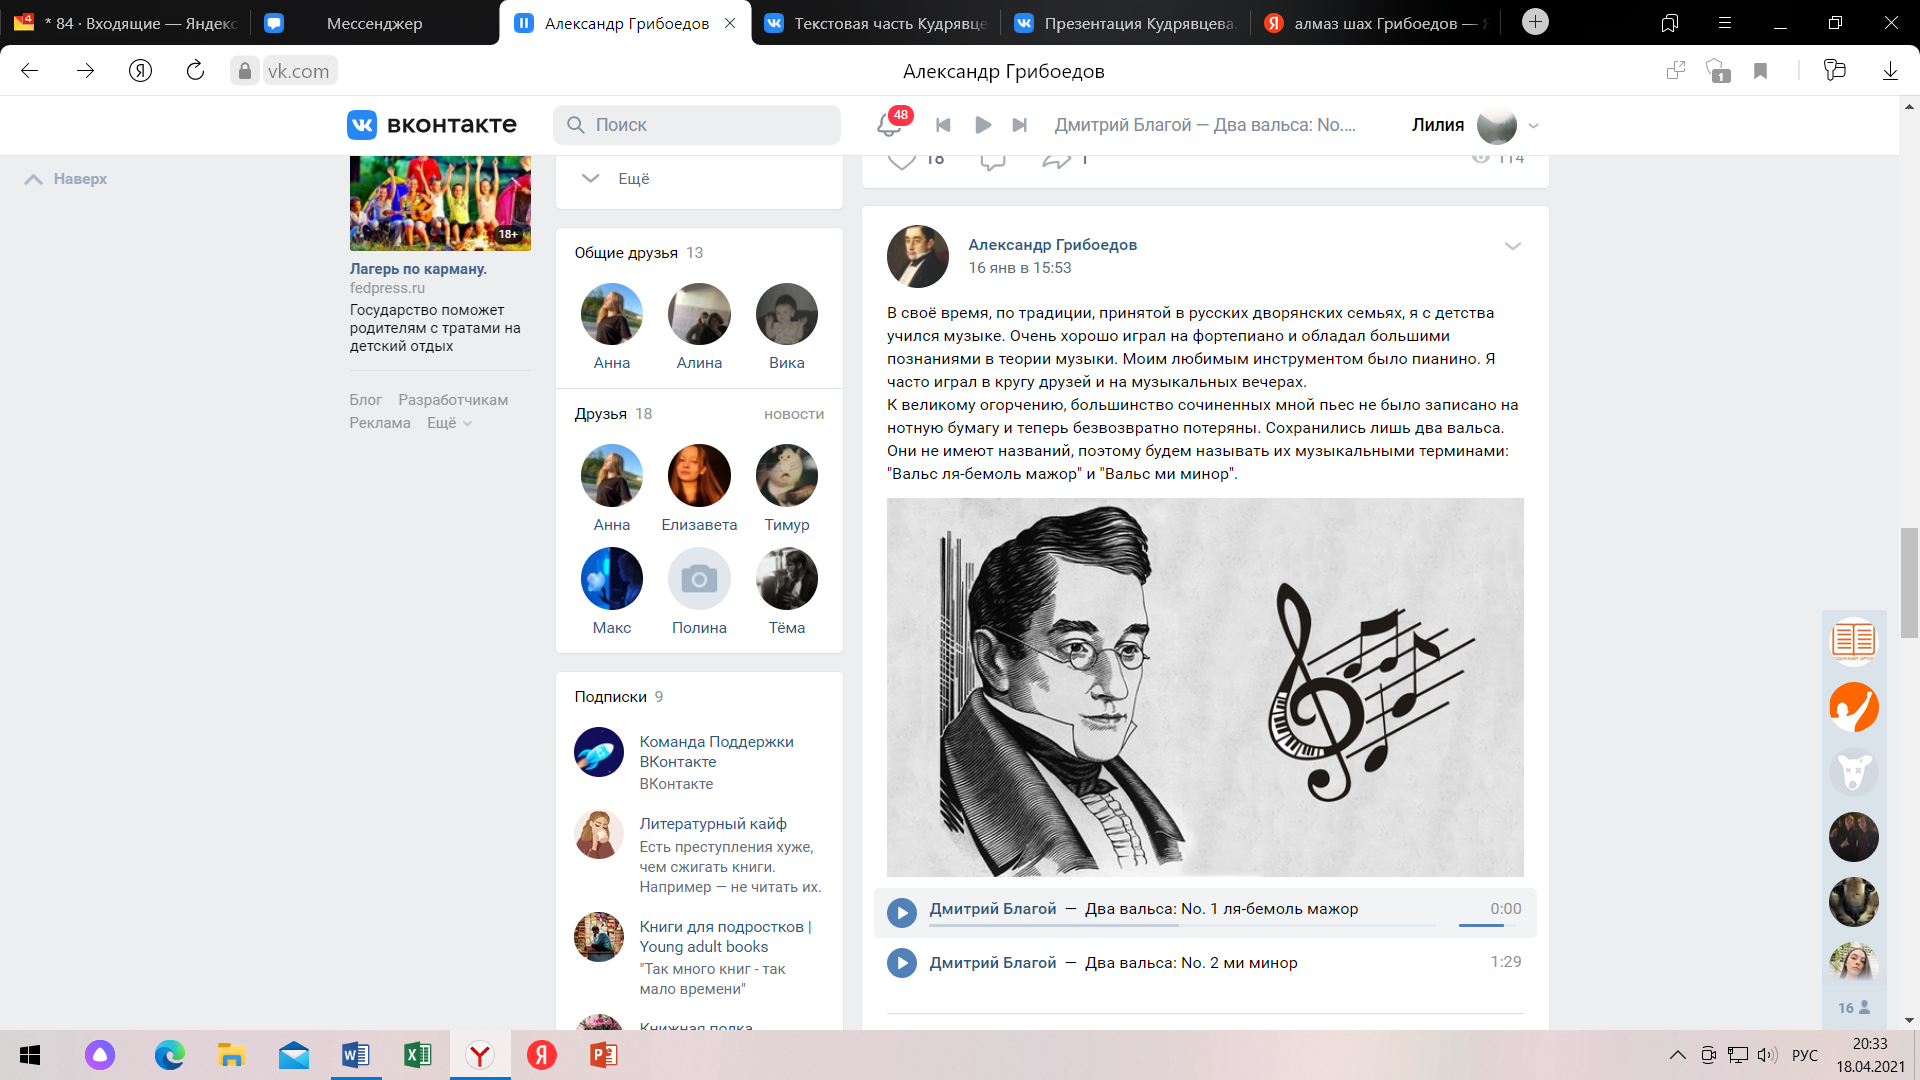 4
* 84 · Входящие — Яндекс
Мессенджер
Александр Грибоедов
Текстовая часть Кудрявце
Презентация Кудрявцева.
алмаз шах Грибоедов — Я
vk.com
Александр Грибоедов
1
вконтакте
Поиск
48
Дмитрий Благой — Два вальса: No....
Лилия
Наверх
18+
Лагерь по карману.
fedpress.ru
Государство поможет
родителям с тратами на
детский отдых
Блог Разработчикам
Реклама Ещё
Ещё
Общие друзья 13
Анна Алина Вика
Друзья 18 новости
Анна Елизавета Тимур
Макс Полина Тёма
Подписки 9
Команда Поддержки
ВКонтакте
ВКонтакте
Литературный кайф
Есть преступления хуже,
чем сжигать книги.
Например — не читать их.
Книги для подростков |
Young adult books
"Так много книг - так
мало времени"
Книжная полка
18 1 114
Александр Грибоедов
16 янв в 15:53
В своё время, по традиции, принятой в русских дворянских семьях, я с детства
учился музыке. Очень хорошо играл на фортепиано и обладал большими
познаниями в теории музыки. Моим любимым инструментом было пианино. Я
часто играл в кругу друзей и на музыкальных вечерах.
К великому огорчению, большинство сочиненных мной пьес не было записано на
нотную бумагу и теперь безвозвратно потеряны. Сохранились лишь два вальса.
Они не имеют названий, поэтому будем называть их музыкальными терминами:
"Вальс ля-бемоль мажор" и "Вальс ми минор".
Дмитрий Благой — Два вальса: No. 1 ля-бемоль мажор 0:00
Дмитрий Благой — Два вальса: No. 2 ми минор 1:29
16
РУС
20:33
18.04.2021